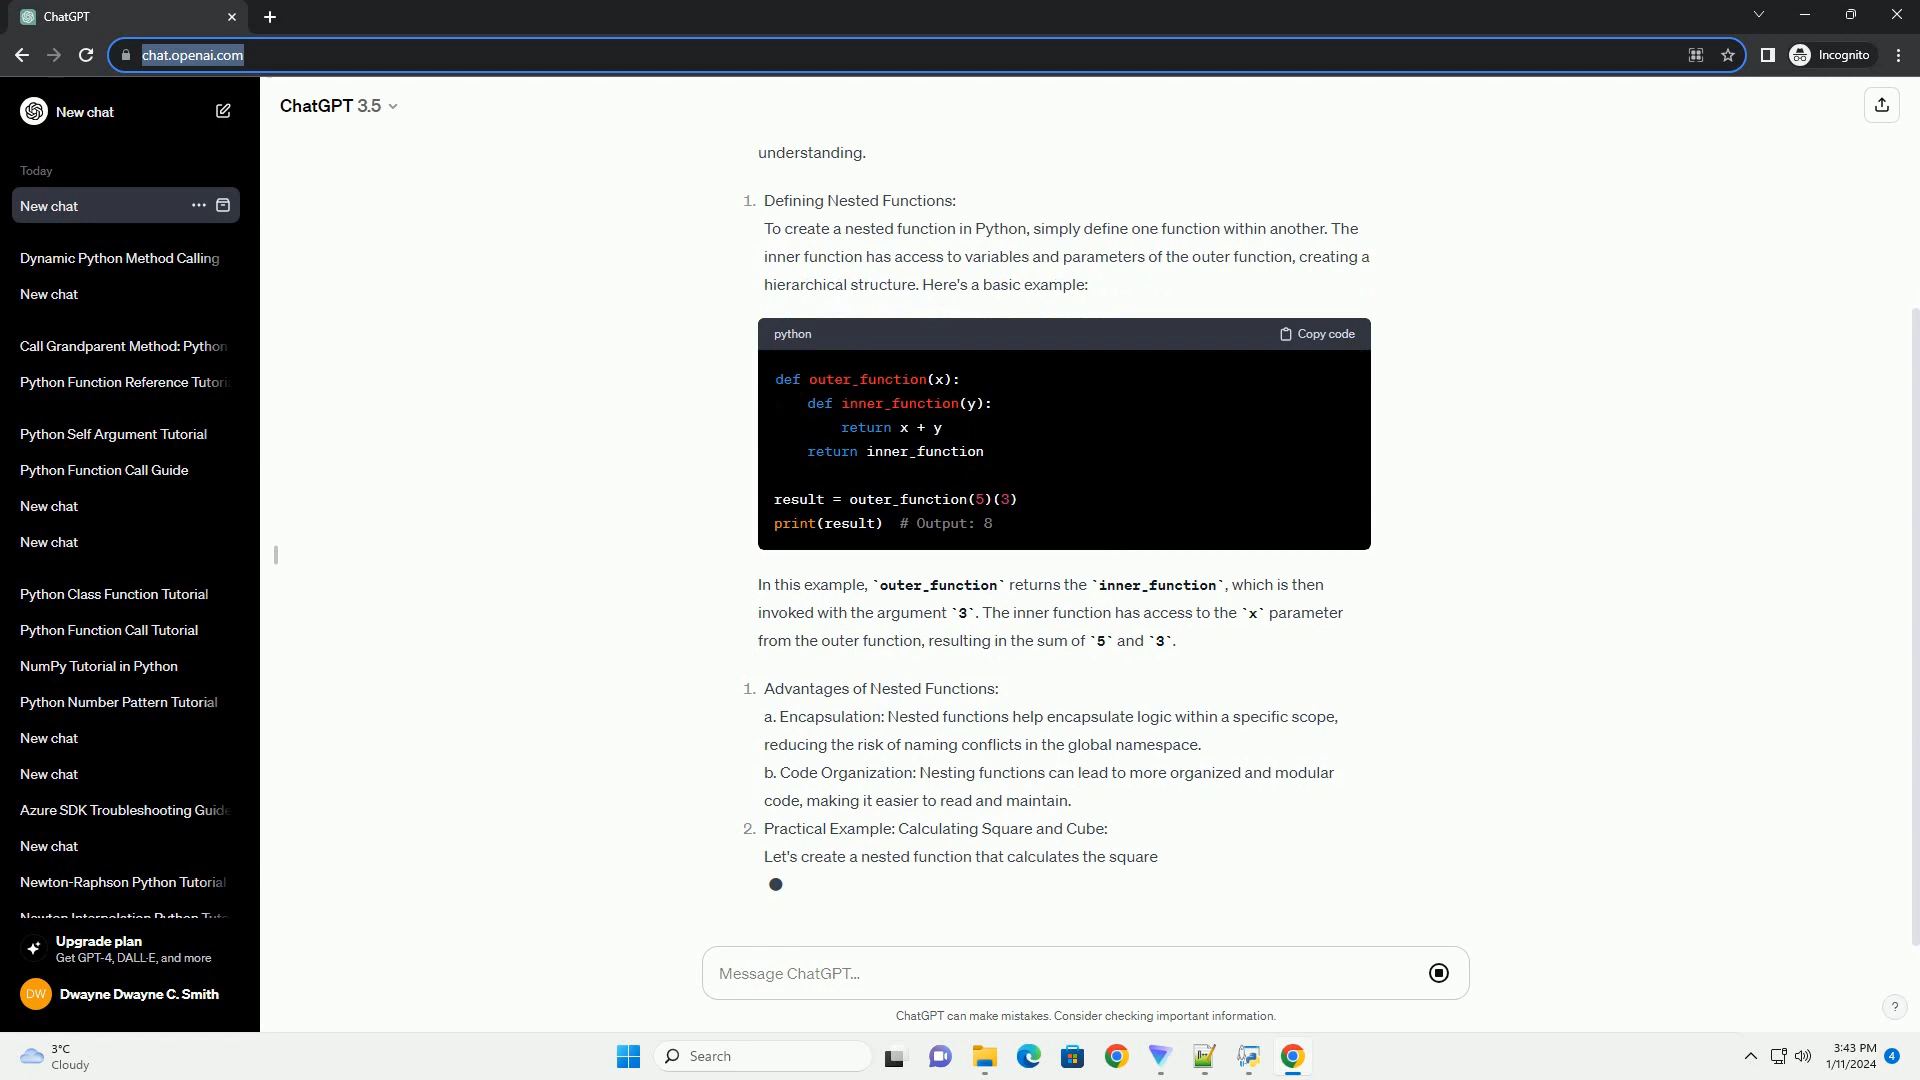 ChatGPT
chat.openai.com
Incognito
New chat
Today
New chat
Dynamic Python Method Calling
New chat
Call Grandparent Method: Python
Python Function Reference Tutori
Python Self Argument Tutorial
Python Function Call Guide
New chat
New chat
Python Class Function Tutorial
Python Function Call Tutorial
NumPy Tutorial in Python
Python Number Pattern Tutorial
New chat
New chat
Azure SDK Troubleshooting Guide
New chat
Newton-Raphson Python Tutorial
Newton Interpolation Python Tuto
Upgrade plan
Get GPT-4, DALL·E, and more
DW
Dwayne Dwayne C. Smith
ChatGPT 3.5
understanding.
1. Defining Nested Functions:
To create a nested function in Python, simply define one function within another. The
inner function has access to variables and parameters of the outer function, creating a
hierarchical structure. Here's a basic example:
python
Copy code
def outer_function(x):
    def inner_function(y):
        return x + y
    return inner_function
result = outer_function(5)(3)
print(result)  # Output: 8
In this example, `outer_function` returns the `inner_function`, which is then
invoked with the argument `3`. The inner function has access to the `x` parameter
from the outer function, resulting in the sum of `5` and `3`.
1. Advantages of Nested Functions:
a. Encapsulation: Nested functions help encapsulate logic within a specific scope,
reducing the risk of naming conflicts in the global namespace.
b. Code Organization: Nesting functions can lead to more organized and modular
code, making it easier to read and maintain.
2. Practical Example: Calculating Square and Cube:
Let's create a nested function that calculates the square
Message ChatGPT...
ChatGPT can make mistakes. Consider checking important information.
?
3°C
Cloudy
Search
3:43 PM
1/11/2024
4